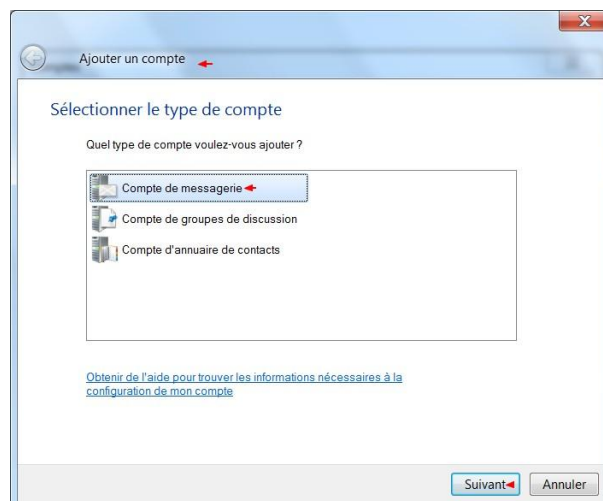 Ajouter un compte
Sélectionner le type de compte
Quel type de compte voulez-vous ajouter ?
Compte de messagerie
Compte de groupes de discussion
Compte d'annuaire de contacts
Obtenir de l'aide pour trouver les informations nécessaires à la
configuration de mon compte
Suivant
Annuler